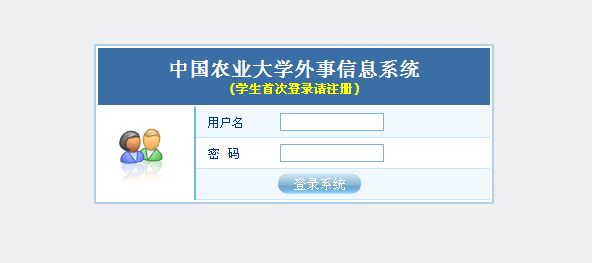 中国农业大学外事信息系统
（学生首次登录请注册）
用户名
密 码
登录系统